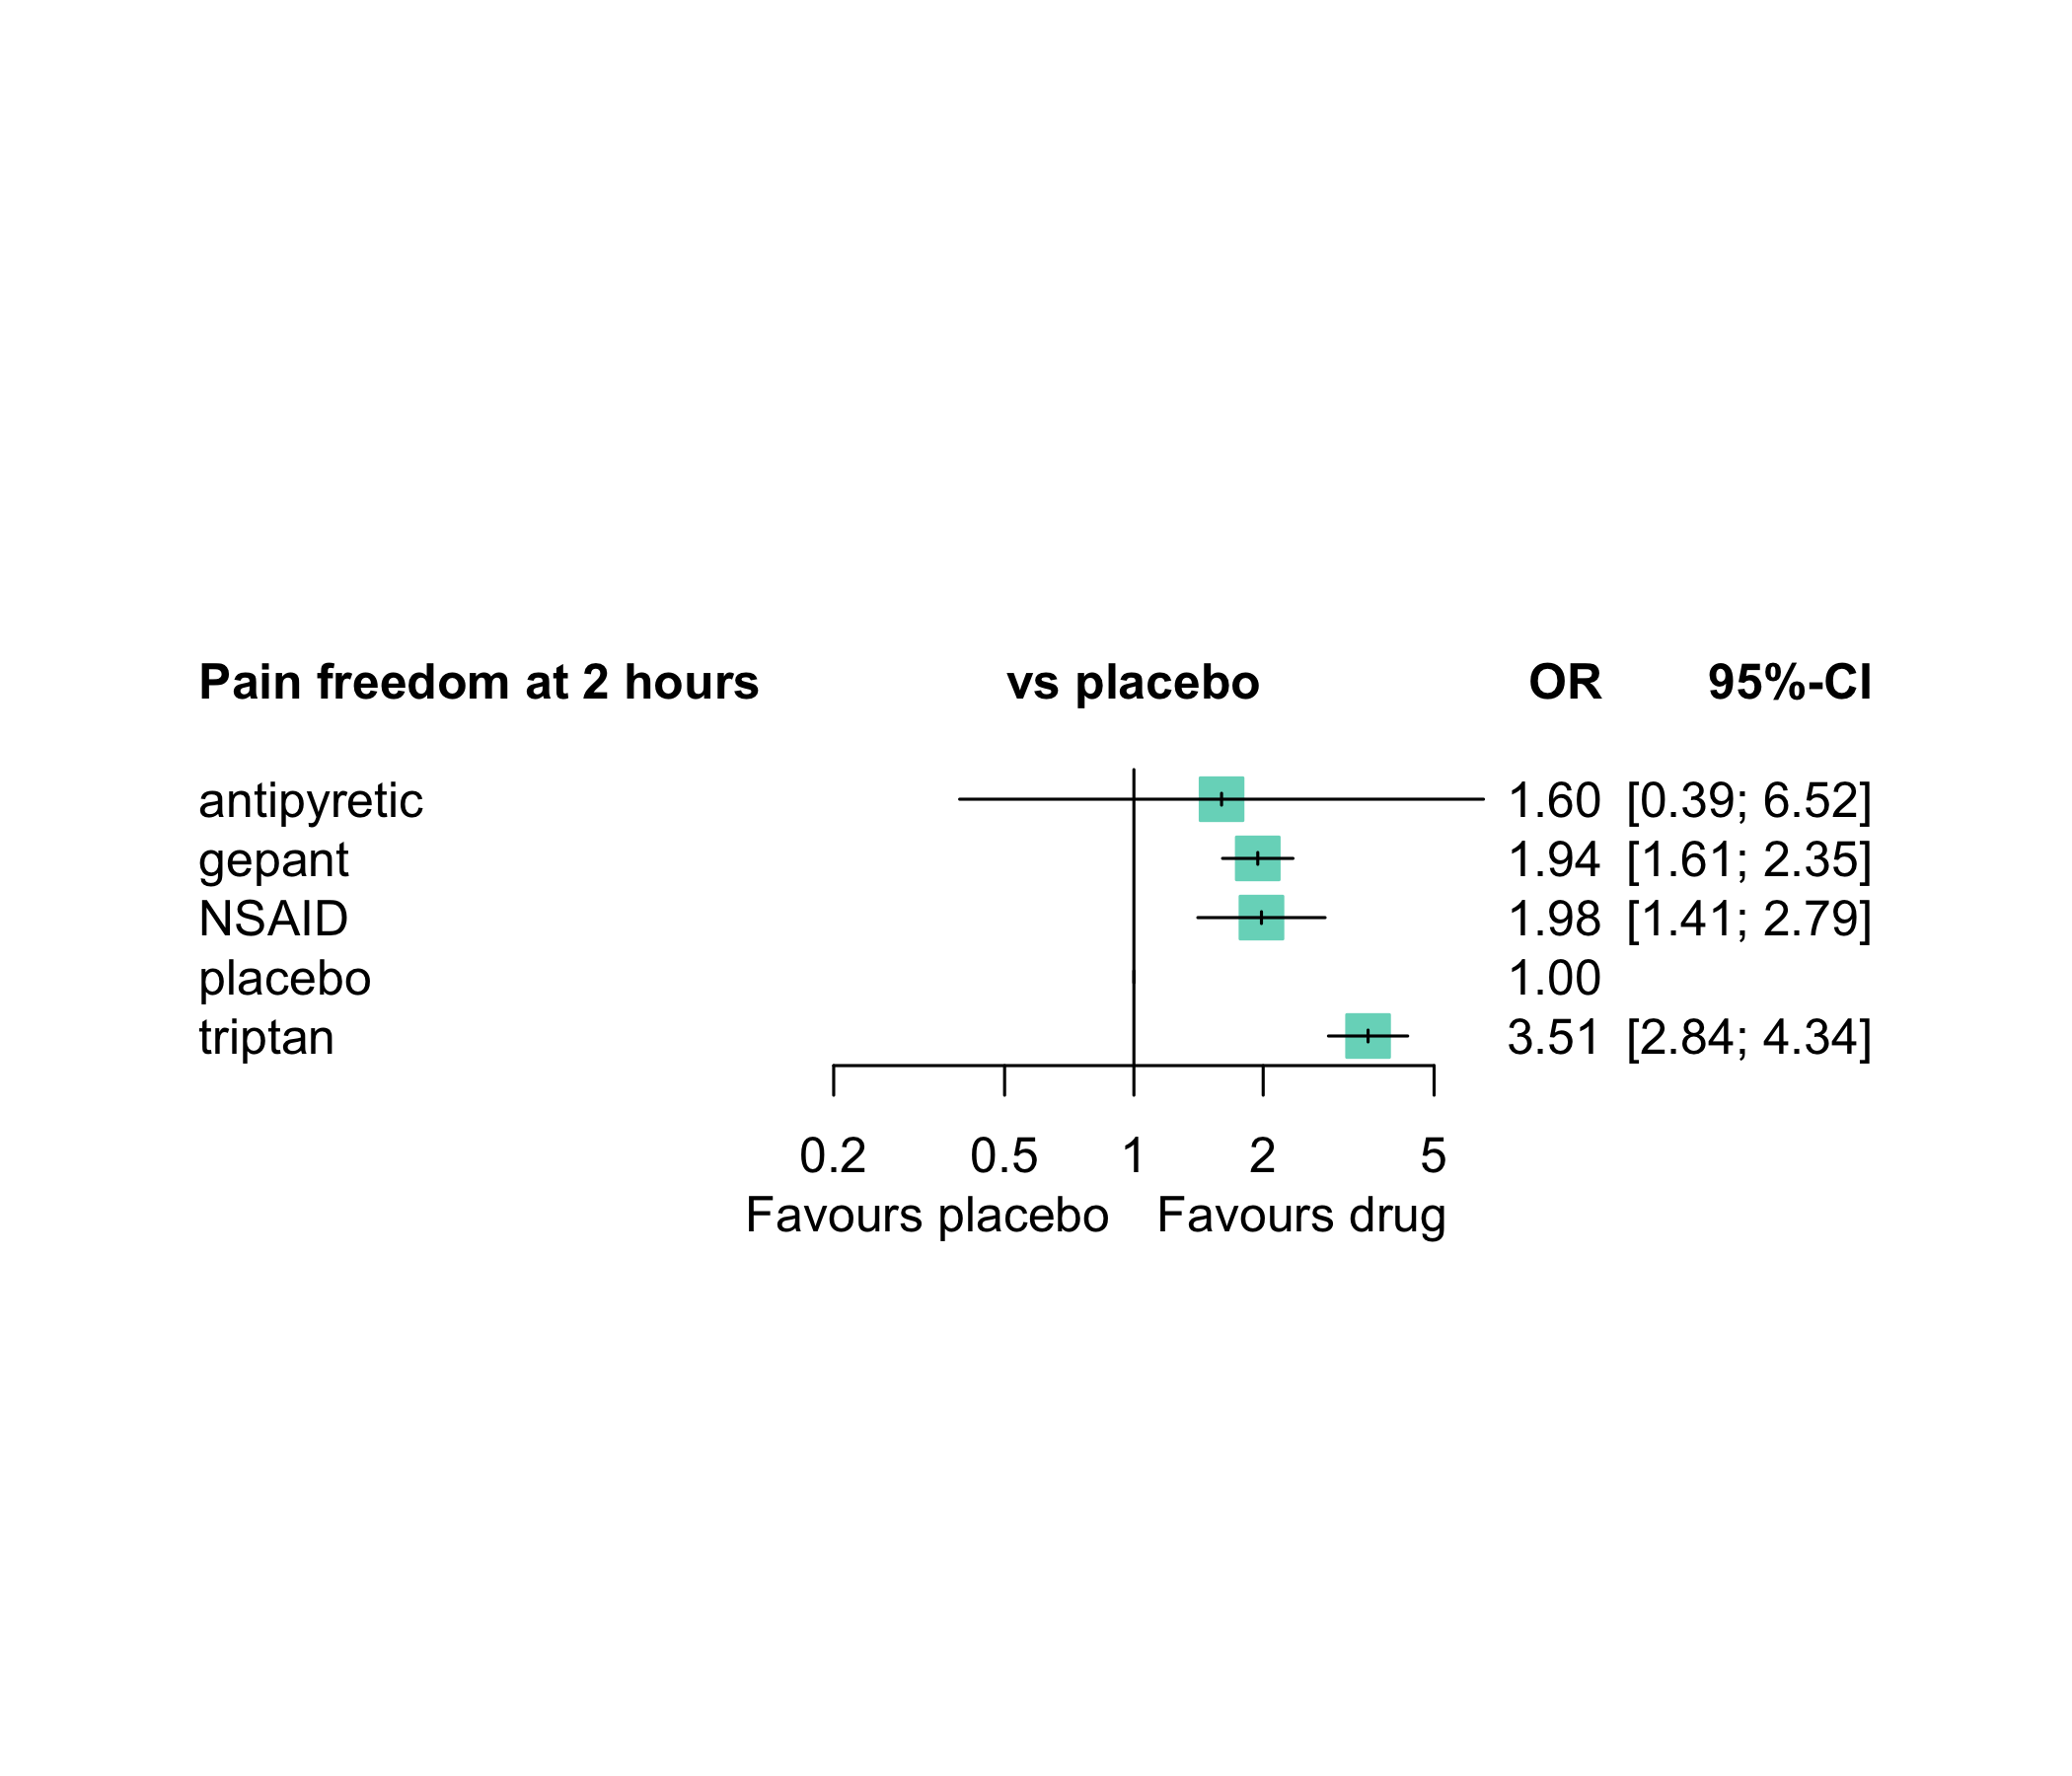 Pain freedom at 2 hours vs placebo OR 95%-CI
antipyretic 1.60 [0.39; 6.52]
gepant 1.94 [1.61; 2.35]
NSAID 1.98 [1.41; 2.79]
placebo 1.00
triptan 3.51 [2.84; 4.34]
0.2 0.5 1 2 5
Favours placebo Favours drug